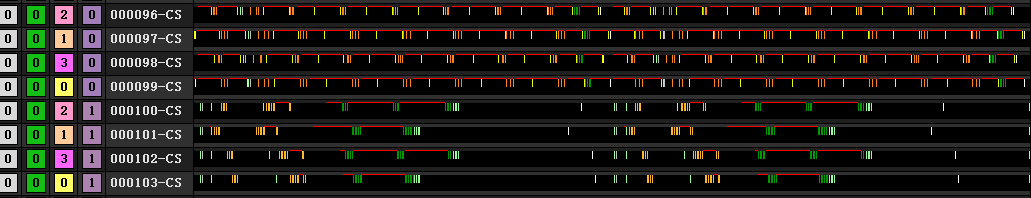 0 0 2 0 000096-CS
0 0 1 0 000097-CS
0 0 3 0 000098-CS
0 0 0 0 000099-CS
0 0 2 1 000100-CS
0 0 1 1 000101-CS
0 0 3 1 000102-CS
0 0 0 1 000103-CS